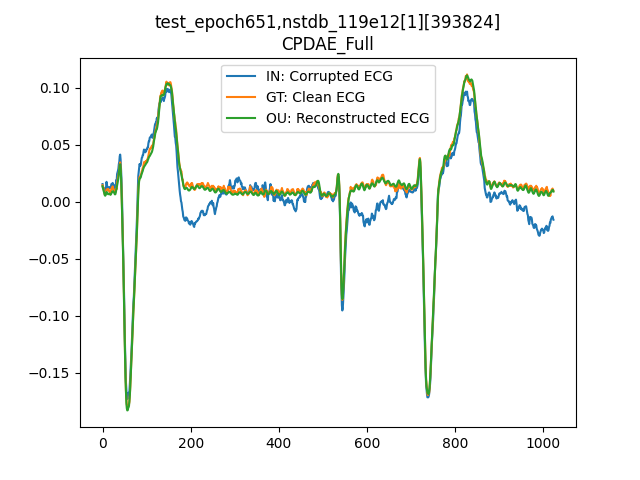 test_epoch651,nstdb_119e12[1][393824]
CPDAE_Full
IN: Corrupted ECG
GT: Clean ECG
OU: Reconstructed ECG
0.10
0.05
0.00
−0.05
−0.10
−0.15
0 200 400 600 800 1000